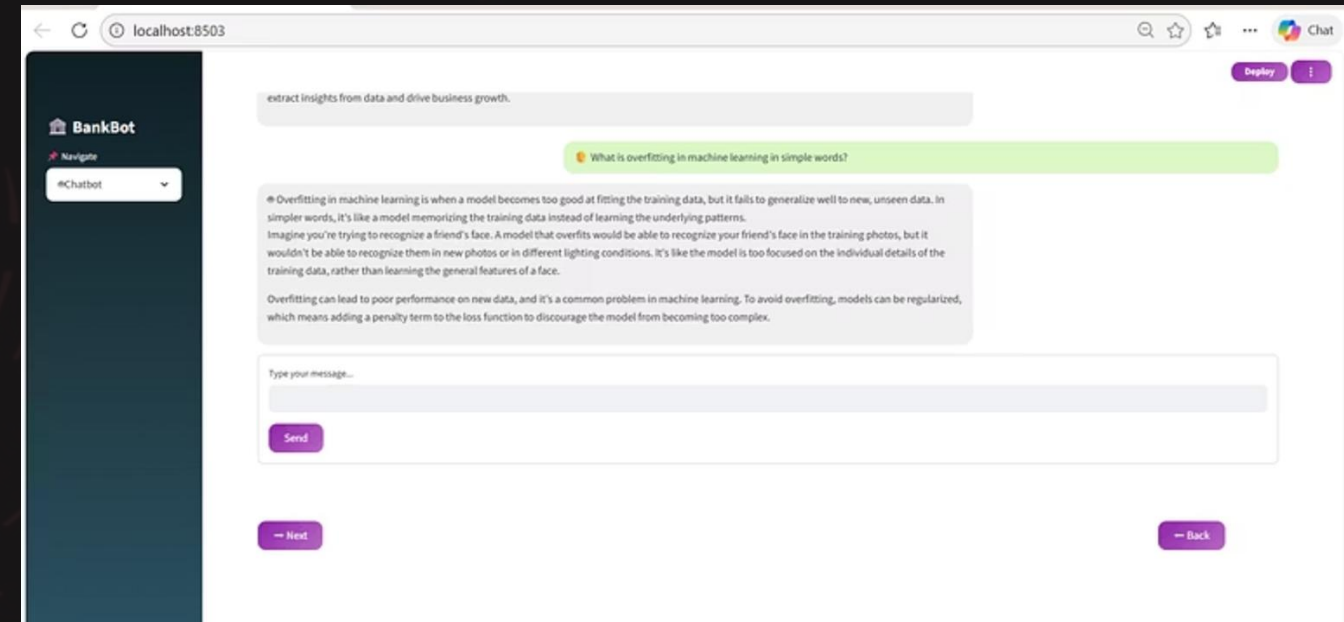 localhost:8503
Chat
Deploy
BankBot
Navigate
Chatbot
extract insights from data and drive business growth.
What is overfitting in machine learning in simple words?
Overfitting in machine learning is when a model becomes too good at fitting the training data, but it fails to generalize well to new, unseen data. In
simpler words, it's like a model memorizing the training data instead of learning the underlying patterns.
Imagine you're trying to recognize a friend's face. A model that overfits would be able to recognize your friend's face in the training photos, but it
wouldn't be able to recognize them in new photos or in different lighting conditions. It's like the model is too focused on the individual details of the
training data, rather than learning the general features of a face.
Overfitting can lead to poor performance on new data, and it's a common problem in machine learning. To avoid overfitting, models can be regularized,
which means adding a penalty term to the loss function to discourage the model from becoming too complex.
Type your message...
Send
Next
Back